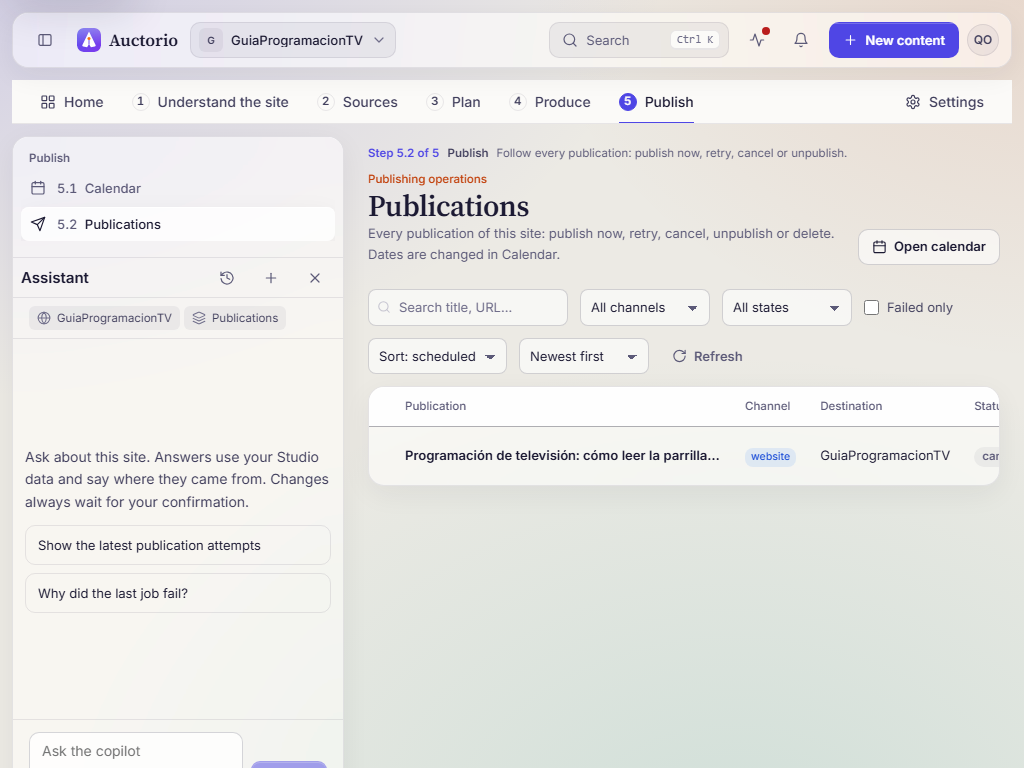 Auctorio
G GuiaProgramacionTV
Search Ctrl K
New content
QO
Home
1 Understand the site
2 Sources
3 Plan
4 Produce
5 Publish
Settings
Publish
5.1 Calendar
5.2 Publications
Assistant
GuiaProgramacionTV
Publications
Ask about this site. Answers use your Studio
data and say where they came from. Changes
always wait for your confirmation.
Show the latest publication attempts
Why did the last job fail?
Ask the copilot
Step 5.2 of 5 Publish Follow every publication: publish now, retry, cancel or unpublish.
Publishing operations
Publications
Every publication of this site: publish now, retry, cancel, unpublish or delete.
Dates are changed in Calendar.
Open calendar
Search title, URL...
All channels
All states
Failed only
Sort: scheduled
Newest first
Refresh
Publication Channel Destination
Programación de televisión: cómo leer la parrilla... website GuiaProgramacionTV